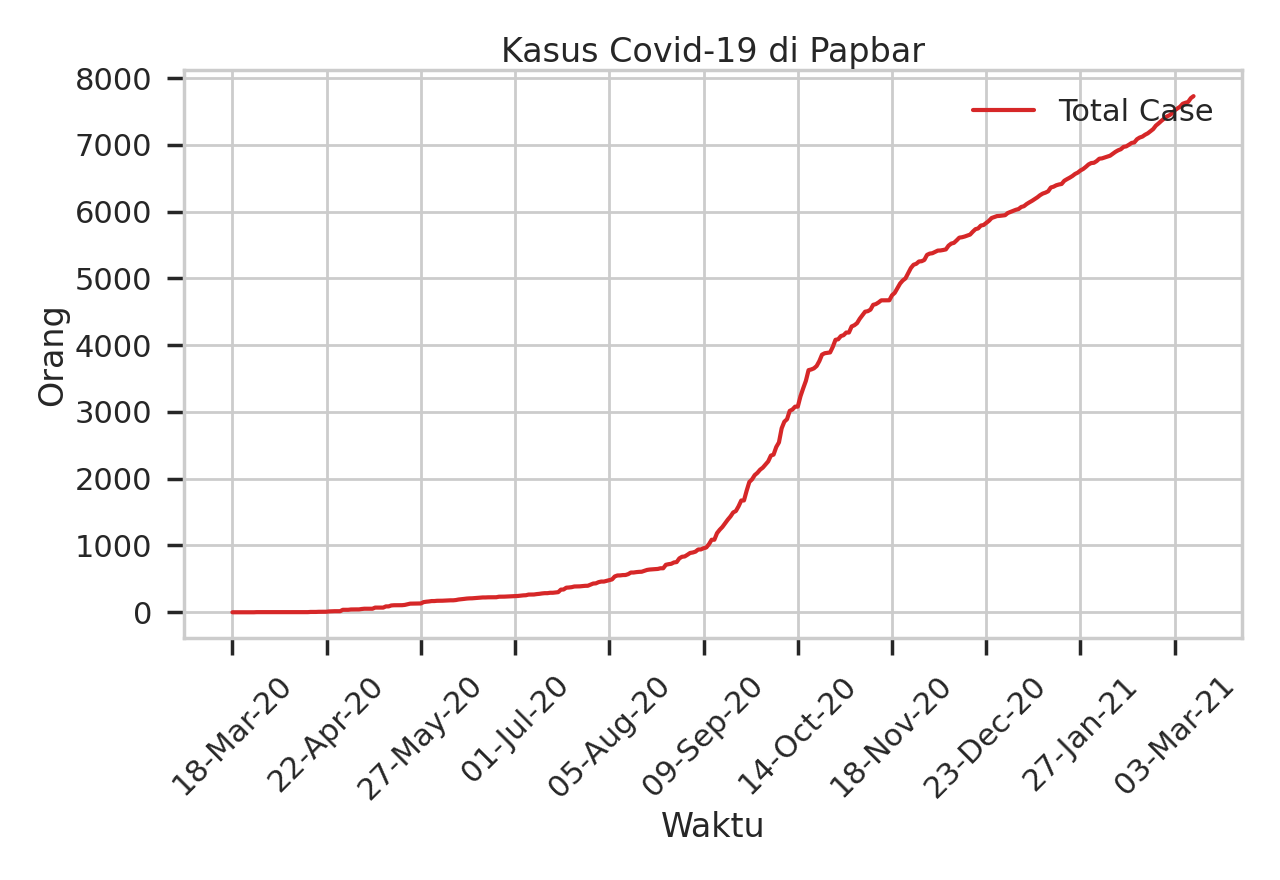 Kasus Covid-19 di Papbar
Total Case
8000
7000
6000
5000
4000
3000
2000
1000
0
Orang
18-Mar-20
22-Apr-20
27-May-20
01-Jul-20
05-Aug-20
09-Sep-20
14-Oct-20
18-Nov-20
23-Dec-20
27-Jan-21
03-Mar-21
Waktu